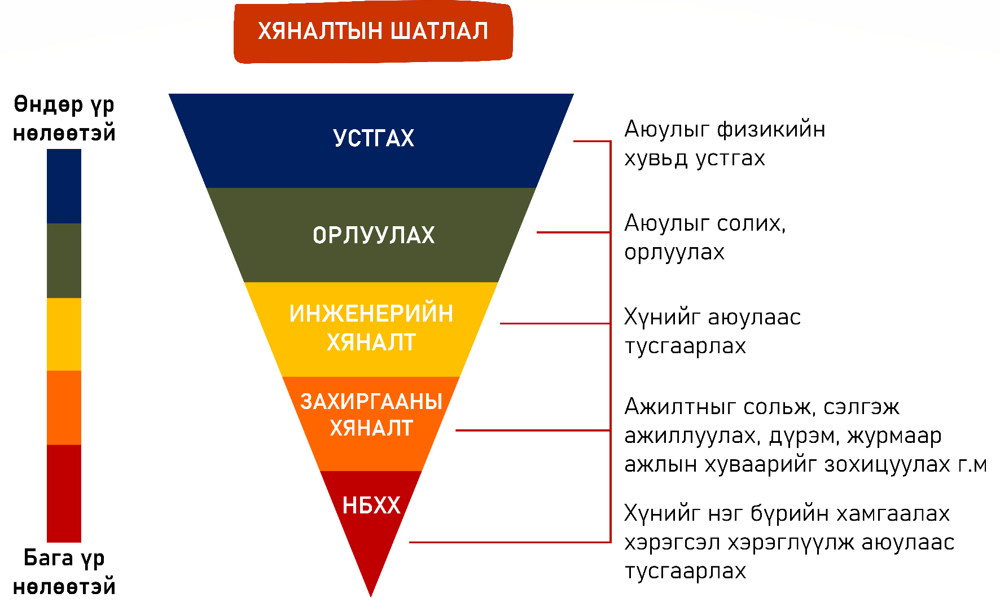 ХЯНАЛТЫН ШАТЛАЛ
Өндөр үр
нөлөөтэй
УСТГАХ
Аюулыг физикийн
хувьд устгах
ОРЛУУЛАХ
Аюулыг солих,
орлуулах
ИНЖЕНЕРИЙН
ХЯНАЛТ
Хүнийг аюулаас
тусгаарлах
ЗАХИРГААНЫ
ХЯНАЛТ
Ажилтныг сольж, сэлгэж
ажиллуулах, дүрэм, журмаар
ажлын хуваарийг зохицуулах г.м
НБХХ
Хүнийг нэг бүрийн хамгаалах
хэрэгсэл хэрэглүүлж аюулаас
тусгаарлах
Бага үр
нөлөөтэй